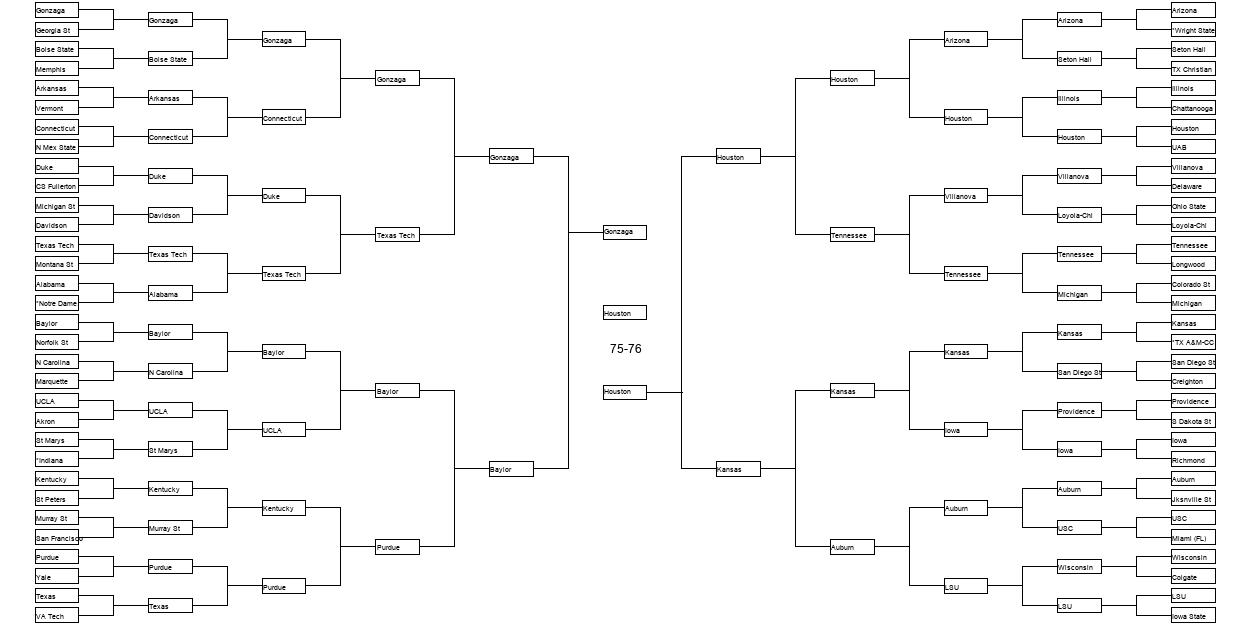 Gonzaga
Georgia St
Boise State
Memphis
Arkansas
Vermont
Connecticut
N Mex State
Duke
CS Fullerton
Michigan St
Davidson
Texas Tech
Montana St
Alabama
*Notre Dame
Baylor
Norfolk St
N Carolina
Marquette
UCLA
Akron
St Marys
*Indiana
Kentucky
St Peters
Murray St
San Francisco
Purdue
Yale
Texas
VA Tech
Gonzaga
Boise State
Arkansas
Connecticut
Duke
Davidson
Texas Tech
Alabama
Baylor
N Carolina
UCLA
St Marys
Kentucky
Murray St
Purdue
Texas
Gonzaga
Connecticut
Duke
Texas Tech
Baylor
UCLA
Kentucky
Purdue
Gonzaga
Texas Tech
Baylor
Purdue
Gonzaga
Baylor
Gonzaga
Houston
75-76
Houston
Houston
Kansas
Houston
Tennessee
Kansas
Auburn
Arizona
Houston
Villanova
Tennessee
Kansas
Iowa
Auburn
LSU
Arizona
Seton Hall
Illinois
Houston
Villanova
Loyola-Chi
Tennessee
Michigan
Kansas
San Diego St
Providence
Iowa
Auburn
USC
Wisconsin
LSU
Arizona
*Wright State
Seton Hall
TX Christian
Illinois
Chattanooga
Houston
UAB
Villanova
Delaware
Ohio State
Loyola-Chi
Tennessee
Longwood
Colorado St
Michigan
Kansas
*TX A&M-CC
San Diego St
Creighton
Providence
S Dakota St
Iowa
Richmond
Auburn
Jksnville St
USC
Miami (FL)
Wisconsin
Colgate
LSU
Iowa State